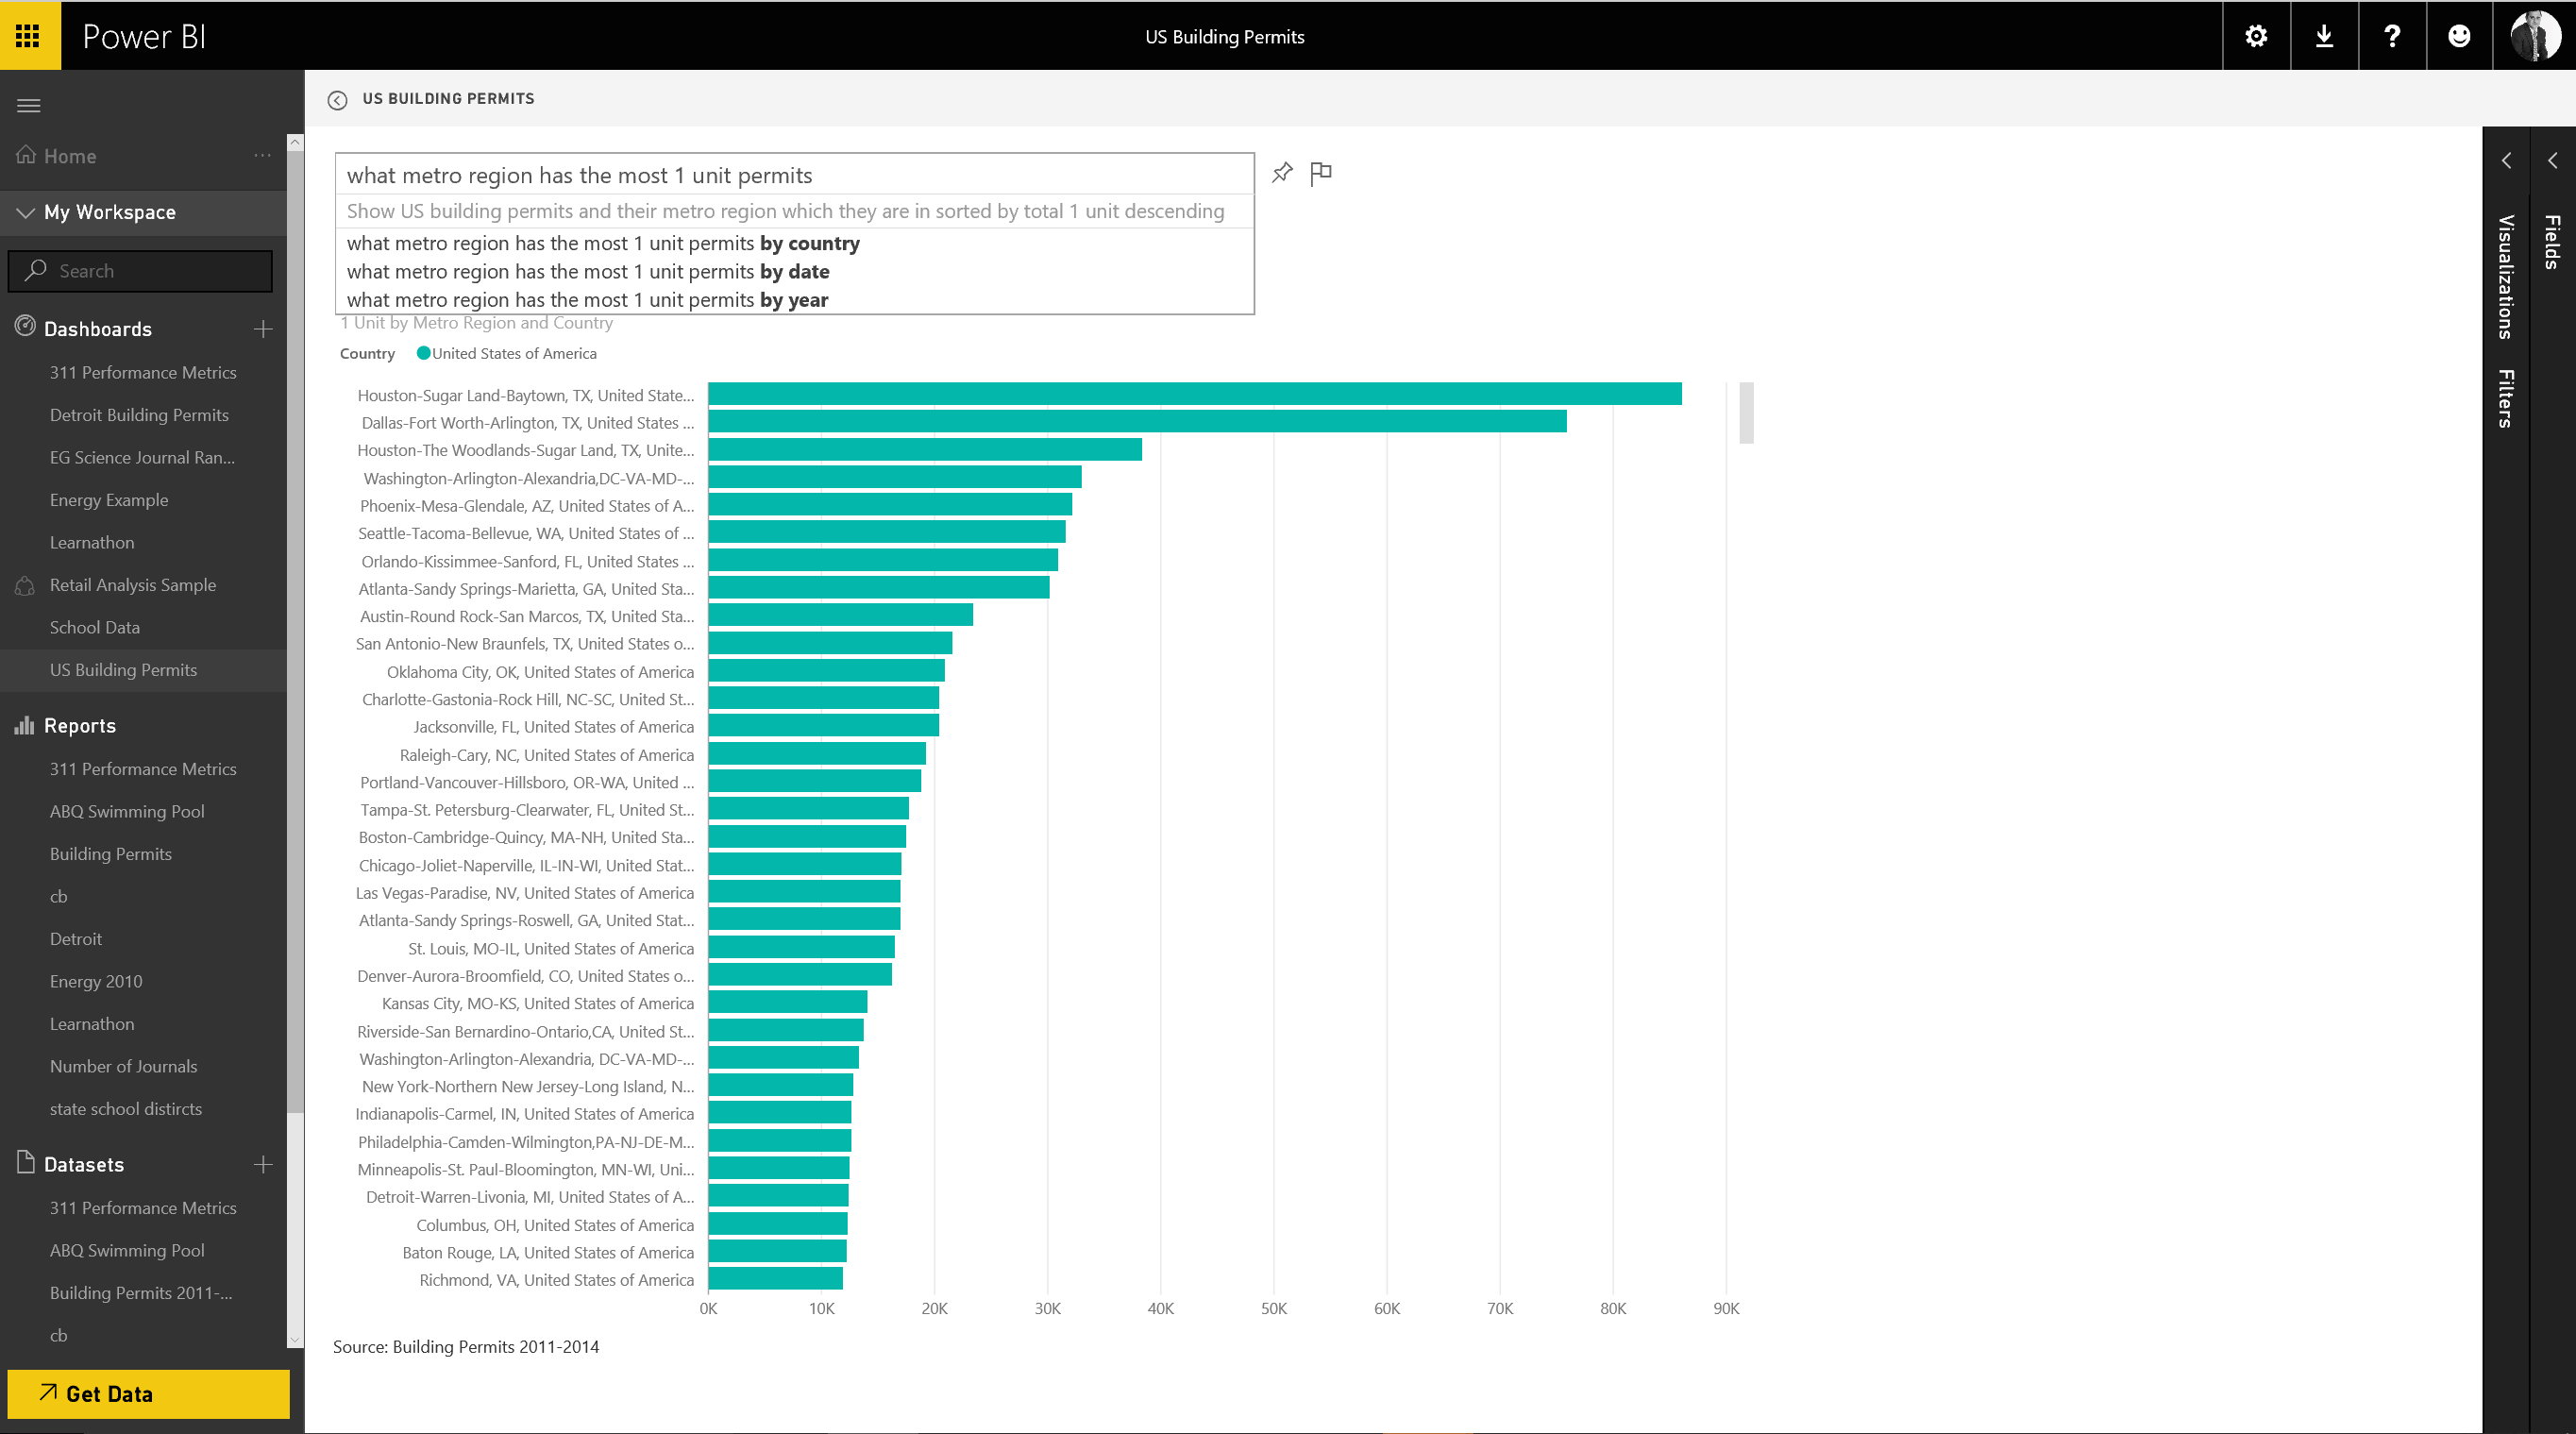 Power BI
US Building Permits
?
US BUILDING PERMITS
Home ...
My Workspace
Search
Dashboards
311 Performance Metrics
Detroit Building Permits
EG Science Journal Ran...
Energy Example
Learnathon
Retail Analysis Sample
School Data
US Building Permits
Reports
311 Performance Metrics
ABQ Swimming Pool
Building Permits
cb
Detroit
Energy 2010
Learnathon
Number of Journals
state school distircts
Datasets
311 Performance Metrics
ABQ Swimming Pool
Building Permits 2011-...
cb
Get Data
what metro region has the most 1 unit permits
Show US building permits and their metro region which they are in sorted by total 1 unit descending
what metro region has the most 1 unit permits by country
what metro region has the most 1 unit permits by date
what metro region has the most 1 unit permits by year
1 Unit by Metro Region and Country
Country United States of America
Houston-Sugar Land-Baytown, TX, United State...
Dallas-Fort Worth-Arlington, TX, United States ...
Houston-The Woodlands-Sugar Land, TX, Unite...
Washington-Arlington-Alexandria,DC-VA-MD-...
Phoenix-Mesa-Glendale, AZ, United States of A...
Seattle-Tacoma-Bellevue, WA, United States of ...
Orlando-Kissimmee-Sanford, FL, United States ...
Atlanta-Sandy Springs-Marietta, GA, United Sta...
Austin-Round Rock-San Marcos, TX, United Sta...
San Antonio-New Braunfels, TX, United States o...
Oklahoma City, OK, United States of America
Charlotte-Gastonia-Rock Hill, NC-SC, United St...
Jacksonville, FL, United States of America
Raleigh-Cary, NC, United States of America
Portland-Vancouver-Hillsboro, OR-WA, United ...
Tampa-St. Petersburg-Clearwater, FL, United St...
Boston-Cambridge-Quincy, MA-NH, United Sta...
Chicago-Joliet-Naperville, IL-IN-WI, United Stat...
Las Vegas-Paradise, NV, United States of America
Atlanta-Sandy Springs-Roswell, GA, United Stat...
St. Louis, MO-IL, United States of America
Denver-Aurora-Broomfield, CO, United States o...
Kansas City, MO-KS, United States of America
Riverside-San Bernardino-Ontario,CA, United St...
Washington-Arlington-Alexandria, DC-VA-MD-...
New York-Northern New Jersey-Long Island, N...
Indianapolis-Carmel, IN, United States of America
Philadelphia-Camden-Wilmington,PA-NJ-DE-M...
Minneapolis-St. Paul-Bloomington, MN-WI, Uni...
Detroit-Warren-Livonia, MI, United States of A...
Columbus, OH, United States of America
Baton Rouge, LA, United States of America
Richmond, VA, United States of America
0K 10K 20K 30K 40K 50K 60K 70K 80K 90K
Source: Building Permits 2011-2014
Visualizations
Filters
Fields